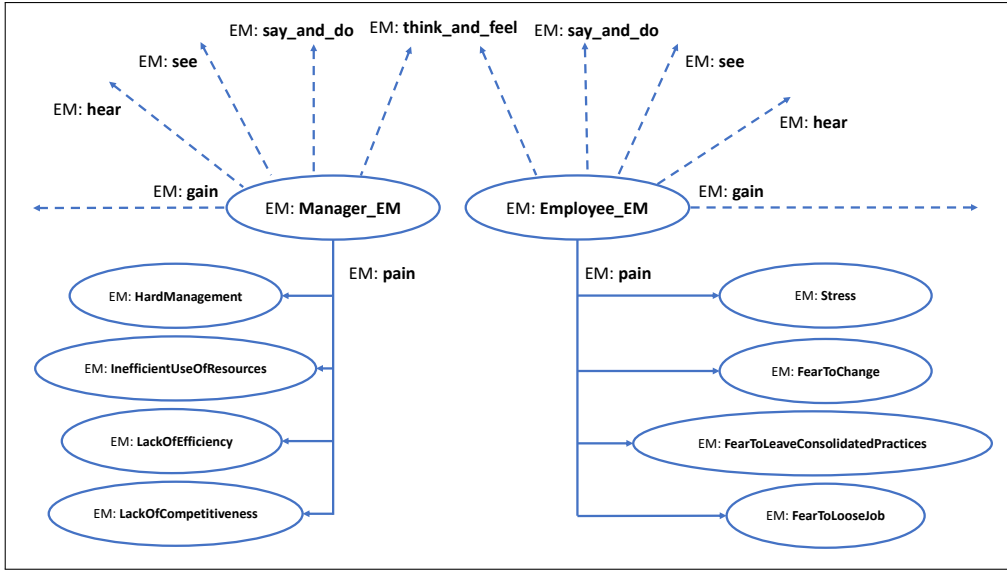 EM: say_and_do
EM: think_and_feel
EM: say_and_do
EM: see
EM: see
EM: hear
EM: hear
EM: gain
EM: gain
EM: Manager_EM
EM: Employee_EM
EM: pain
EM: pain
EM: HardManagement
EM: Stress
EM: InefficientUseOfResources
EM: FearToChange
EM: LackOfEfficiency
EM: FearToLeaveConsolidatedPractices
EM: LackOfCompetitiveness
EM: FearToLooseJob